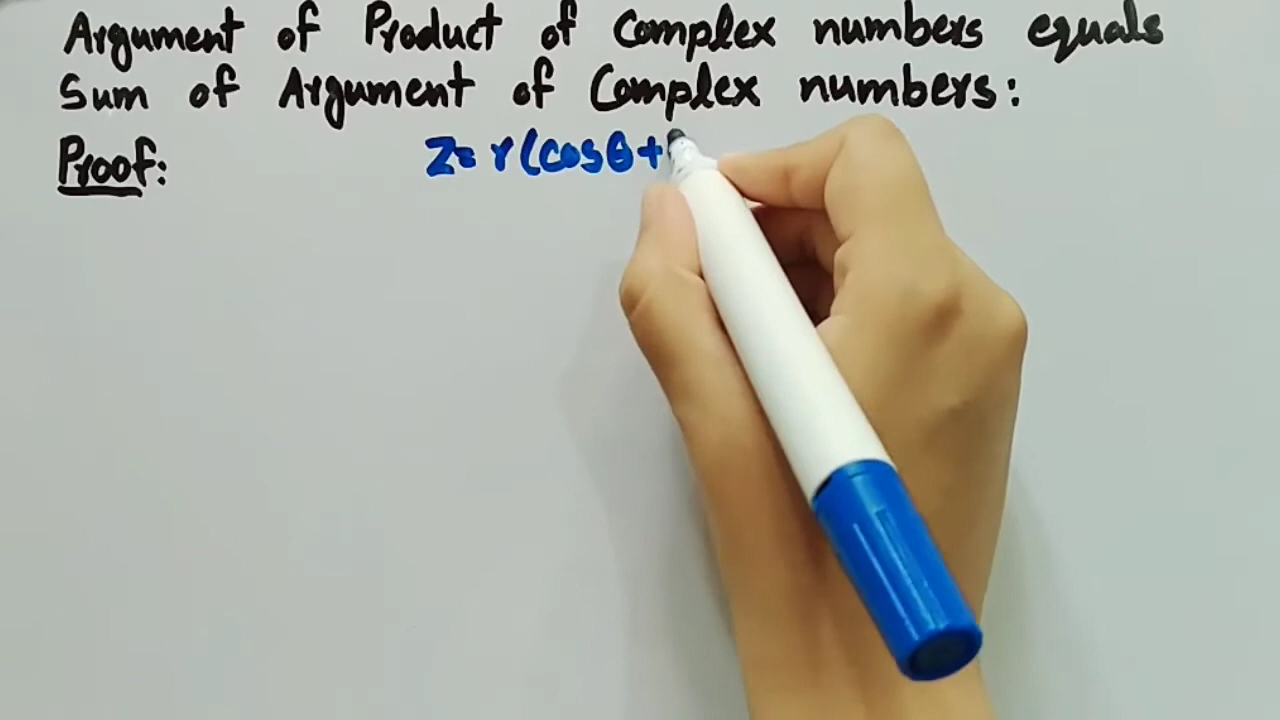 Argument of Product of Complex numbers equals
Sum of Argument of Complex numbers:
Proof: z= r(cosθ+